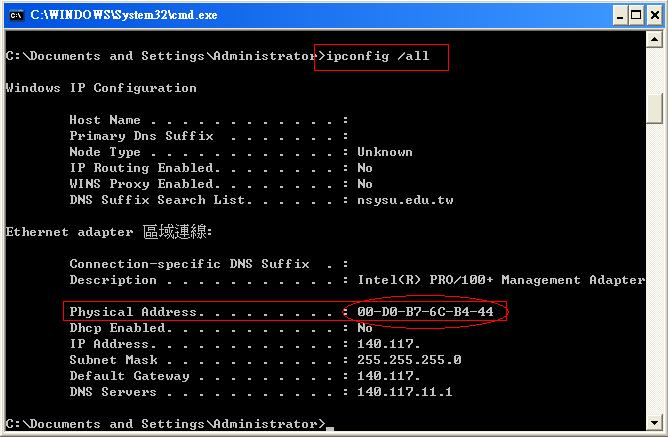 C:\WINDOWS\System32\cmd.exe
C:\Documents and Settings\Administrator>ipconfig /all
Windows IP Configuration
Host Name . . . . . . . . . . . . :
Primary Dns Suffix  . . . . . . . :
Node Type . . . . . . . . . . . . : Unknown
IP Routing Enabled. . . . . . . . : No
WINS Proxy Enabled. . . . . . . . : No
DNS Suffix Search List. . . . . . : nsysu.edu.tw
Ethernet adapter 區域連線:
Connection-specific DNS Suffix  . :
Description . . . . . . . . . . . : Intel(R) PRO/100+ Management Adapter
Physical Address. . . . . . . . . : 00-D0-B7-6C-B4-44
Dhcp Enabled. . . . . . . . . . . : No
IP Address. . . . . . . . . . . . : 140.117.
Subnet Mask . . . . . . . . . . . : 255.255.255.0
Default Gateway . . . . . . . . . : 140.117.
DNS Servers . . . . . . . . . . . : 140.117.11.1
C:\Documents and Settings\Administrator>_